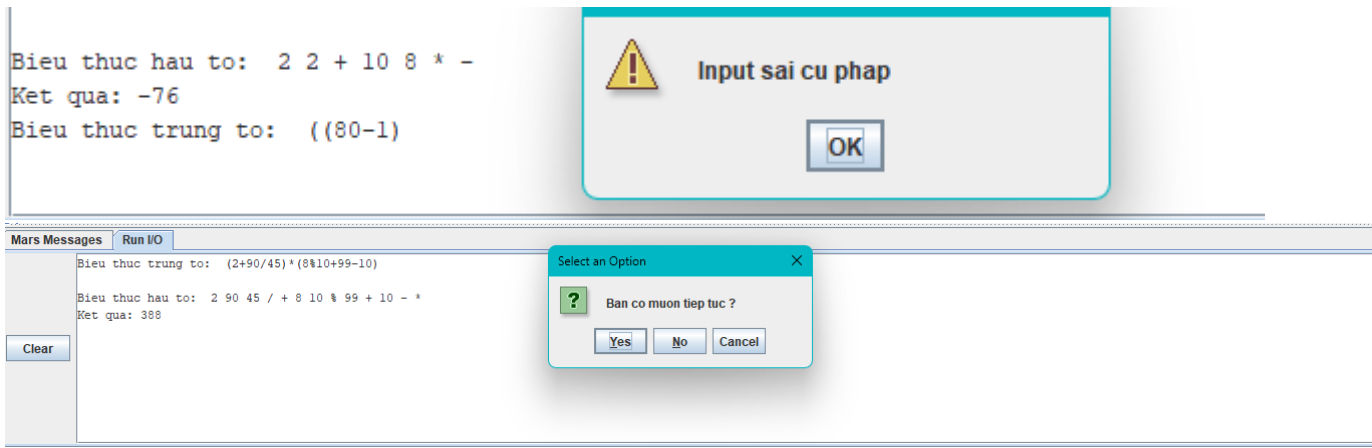 Bieu thuc hau to:  2 2 + 10 8 * -
Ket qua: -76
Bieu thuc trung to:  ((80-1)
Input sai cu phap
OK
Mars Messages
Run I/O
Bieu thuc trung to:  (2+90/45)*(8%10+99-10)
Bieu thuc hau to:  2 90 45 / + 8 10 % 99 + 10 - *
Ket qua: 388
Clear
Select an Option
Ban co muon tiep tuc ?
Yes
No
Cancel